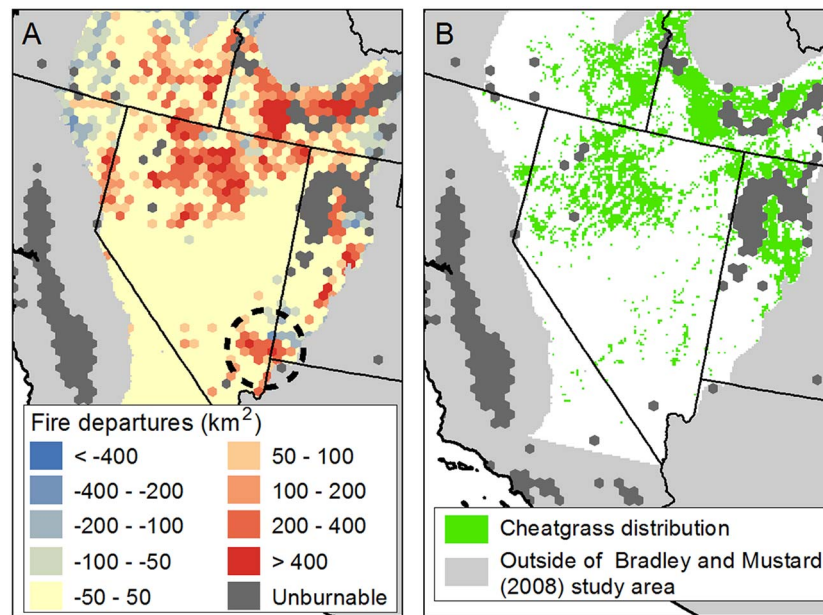 A
Fire departures (km²)
< -400
-400 - -200
-200 - -100
-100 - -50
-50 - 50
50 - 100
100 - 200
200 - 400
> 400
Unburnable
B
Cheatgrass distribution
Outside of Bradley and Mustard
(2008) study area